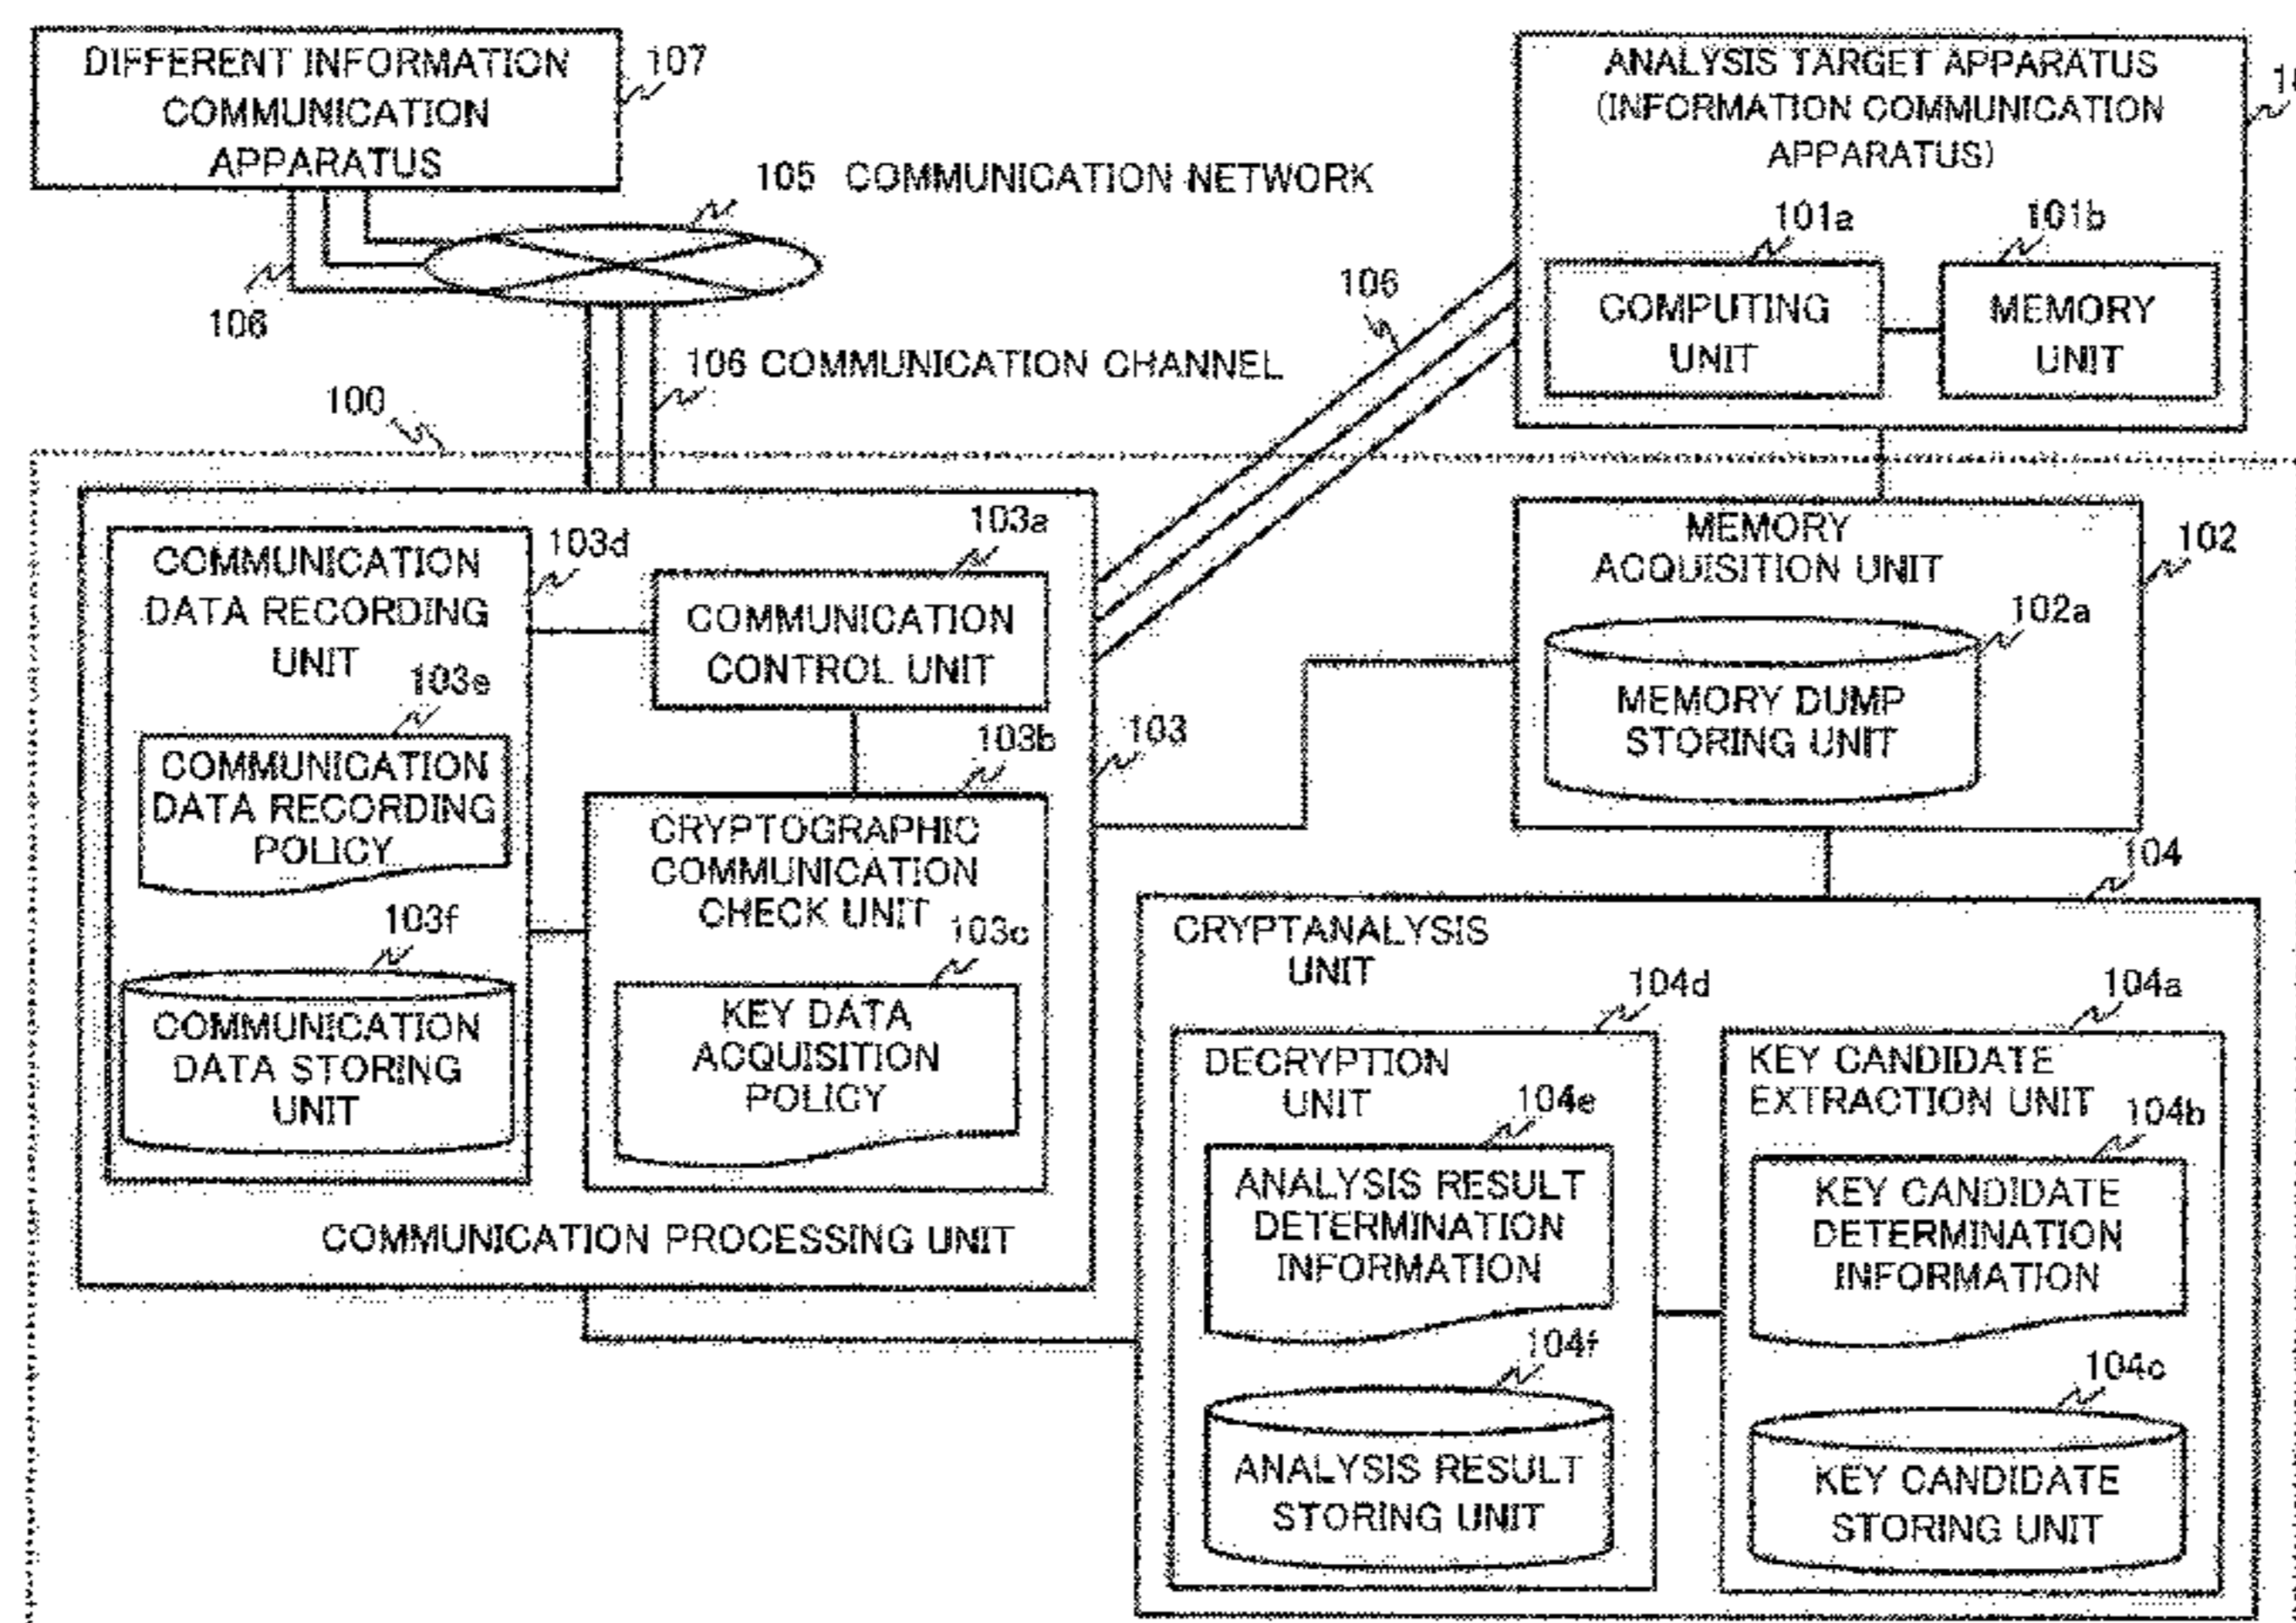 DIFFERENT INFORMATION
COMMUNICATION
APPARATUS
107
105 COMMUNICATION NETWORK
106
106 COMMUNICATION CHANNEL
106
ANALYSIS TARGET APPARATUS
(INFORMATION COMMUNICATION
APPARATUS)
101a
COMPUTING
UNIT
101b
MEMORY
UNIT
100
COMMUNICATION
DATA RECORDING
UNIT
103d
103e
COMMUNICATION
DATA RECORDING
POLICY
103f
COMMUNICATION
DATA STORING
UNIT
103a
COMMUNICATION
CONTROL UNIT
103b
CRYPTOGRAPHIC
COMMUNICATION
CHECK UNIT
103c
KEY DATA
ACQUISITION
POLICY
COMMUNICATION PROCESSING UNIT
103
MEMORY
ACQUISITION UNIT
102
102a
MEMORY DUMP
STORING UNIT
104
CRYPTANALYSIS
UNIT
104d
DECRYPTION
UNIT
104e
ANALYSIS RESULT
DETERMINATION
INFORMATION
104f
ANALYSIS RESULT
STORING UNIT
104a
KEY CANDIDATE
EXTRACTION UNIT
104b
KEY CANDIDATE
DETERMINATION
INFORMATION
104c
KEY CANDIDATE
STORING UNIT